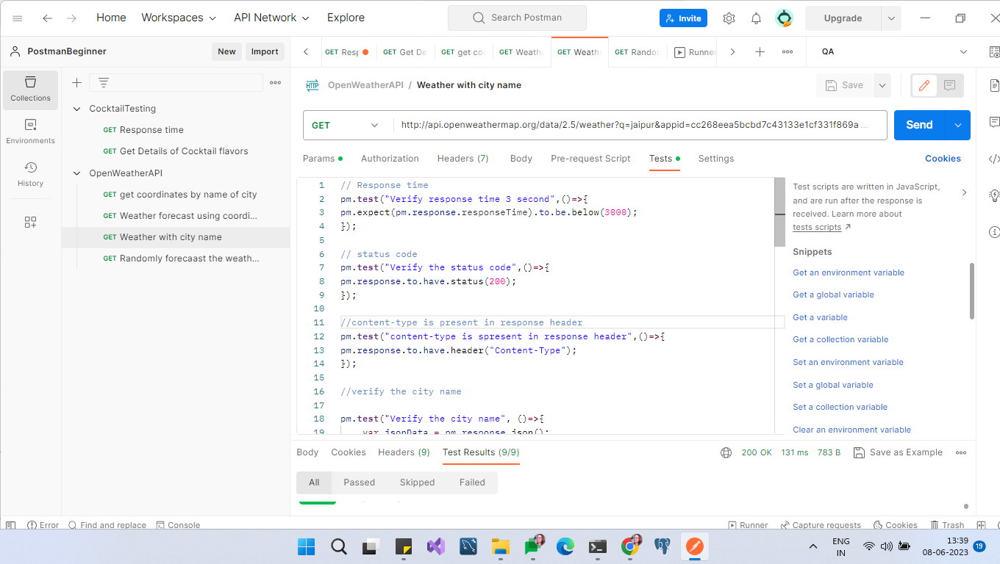 Home Workspaces API Network Explore Search Postman Invite Upgrade
PostmanBeginner New Import
GET Resp GET Get De GET get co GET Weath GET Weath GET Rando Runner QA
Collections
Environments
History
CocktailTesting
GET Response time
GET Get Details of Cocktail flavors
OpenWeatherAPI
GET get coordinates by name of city
GET Weather forecast using coordi...
GET Weather with city name
GET Randomly forecaast the weath...
HTTP OpenWeatherAPI / Weather with city name Save
GET http://api.openweathermap.org/data/2.5/weather?q=jaipur&appid=cc268eea5bcbd7c43133e1cf331f869a ... Send
Params Authorization Headers (7) Body Pre-request Script Tests Settings Cookies
1 // Response time
2 pm.test("Verify response time 3 second",()=>{
3 pm.expect(pm.response.responseTime).to.be.below(3000);
4 });
5
6 // status code
7 pm.test("Verify the status code",()=>{
8 pm.response.to.have.status(200);
9 });
10
11 //content-type is present in response header
12 pm.test("content-type is spresent in response header",()=>{
13 pm.response.to.have.header("Content-Type");
14 });
15
16 //verify the city name
17
18 pm.test("Verify the city name", ()=>{
19 var jsonData = pm.response.json();
Test scripts are written in JavaScript,
and are run after the response is
received. Learn more about
tests scripts
Snippets
Get an environment variable
Get a global variable
Get a variable
Get a collection variable
Set an environment variable
Set a global variable
Set a collection variable
Clear an environment variable
Body Cookies Headers (9) Test Results (9/9) 200 OK 131 ms 783 B Save as Example
All Passed Skipped Failed
Error Find and replace Console Runner Capture requests Cookies Trash
ENG
IN
13:39
08-06-2023
19